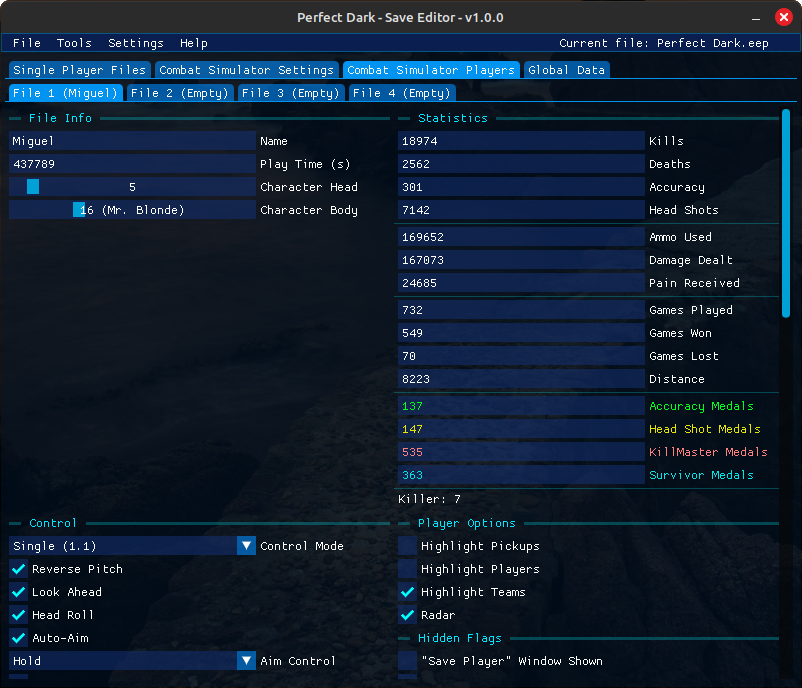 Perfect Dark - Save Editor - v1.0.0
File Tools Settings Help Current file: Perfect Dark.eep
Single Player Files Combat Simulator Settings Combat Simulator Players Global Data
File 1 (Miguel) File 2 (Empty) File 3 (Empty) File 4 (Empty)
File Info
Miguel Name
437789 Play Time (s)
5 Character Head
16 (Mr. Blonde) Character Body
Statistics
18974 Kills
2562 Deaths
301 Accuracy
7142 Head Shots
169652 Ammo Used
167073 Damage Dealt
24685 Pain Received
732 Games Played
549 Games Won
70 Games Lost
8223 Distance
137 Accuracy Medals
147 Head Shot Medals
535 KillMaster Medals
363 Survivor Medals
Killer: 7
Control
Single (1.1) Control Mode
Reverse Pitch
Look Ahead
Head Roll
Auto-Aim
Hold Aim Control
Player Options
Highlight Pickups
Highlight Players
Highlight Teams
Radar
Hidden Flags
"Save Player" Window Shown